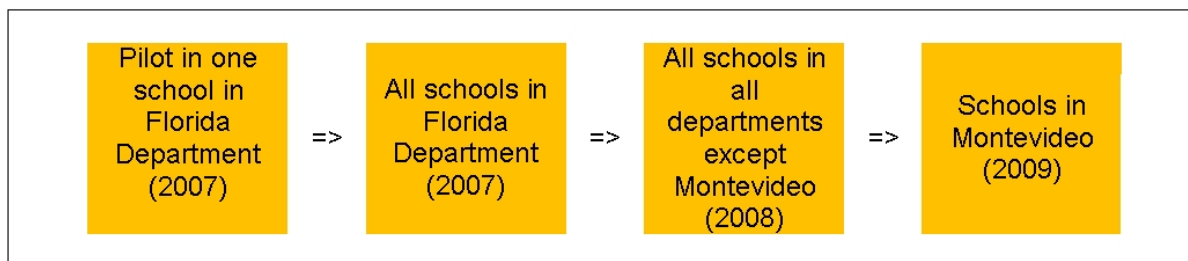 Pilot in one
school in
Florida
Department
(2007)
=>
All schools in
Florida
Department
(2007)
=>
All schools in
all
departments
except
Montevideo
(2008)
=>
Schools in
Montevideo
(2009)